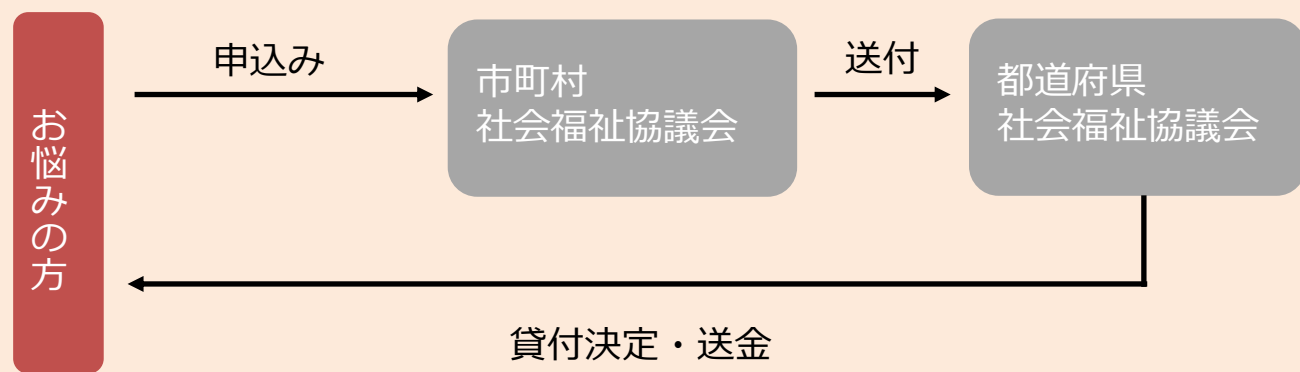 お悩みの方
申込み
市町村
社会福祉協議会
送付
都道府県
社会福祉協議会
貸付決定・送金